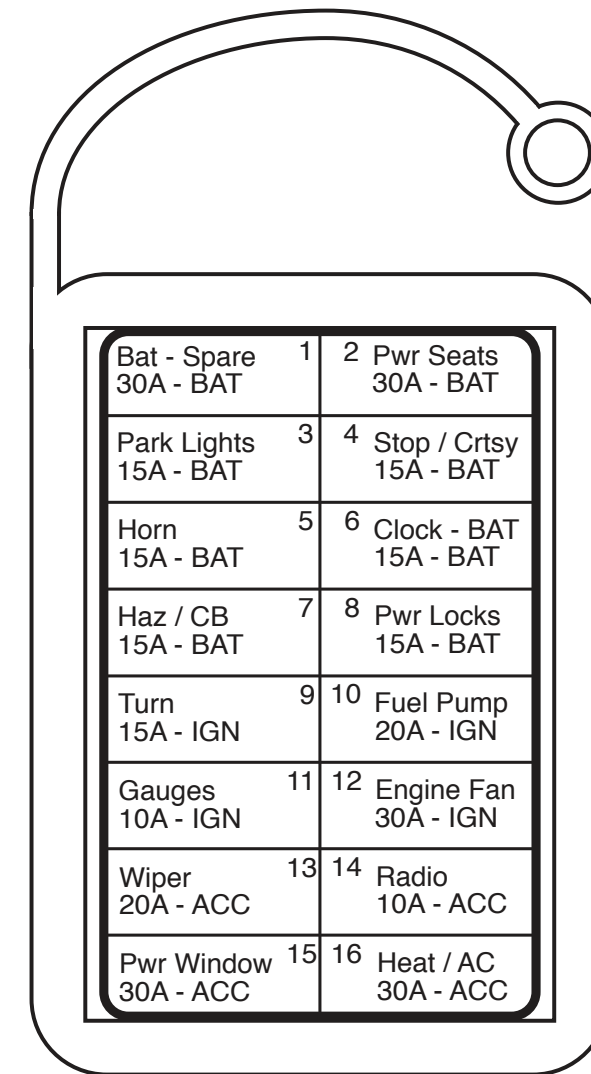 Bat - Spare 1
30A - BAT
2 Pwr Seats
30A - BAT
Park Lights 3
15A - BAT
4 Stop / Crtsy
15A - BAT
Horn 5
15A - BAT
6 Clock - BAT
15A - BAT
Haz / CB 7
15A - BAT
8 Pwr Locks
15A - BAT
Turn 9
15A - IGN
10 Fuel Pump
20A - IGN
Gauges 11
10A - IGN
12 Engine Fan
30A - IGN
Wiper 13
20A - ACC
14 Radio
10A - ACC
Pwr Window 15
30A - ACC
16 Heat / AC
30A - ACC